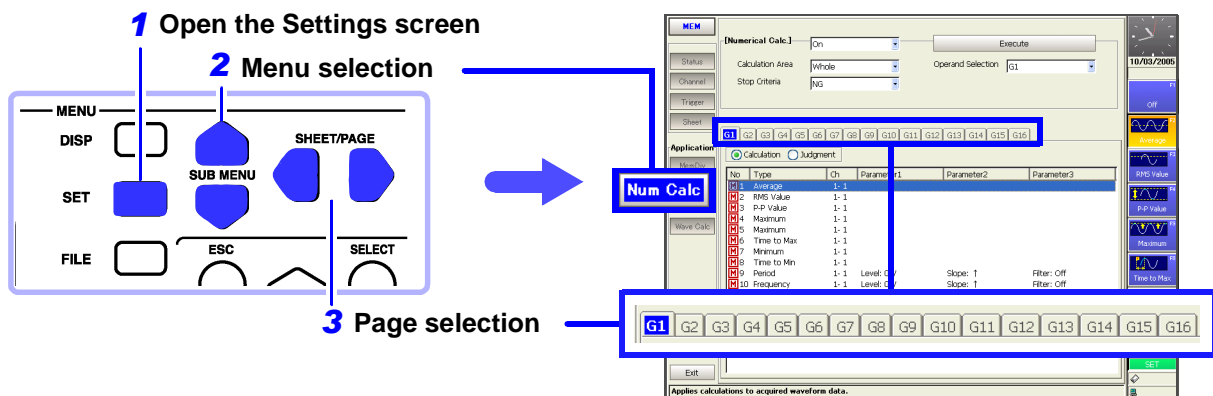 1 Open the Settings screen
2 Menu selection
MENU
DISP
SHEET/PAGE
SUB MENU
SET
FILE
ESC
SELECT
3 Page selection
MEM
[Numerical Calc.]
On
Execute
Status
Calculation Area
Whole
Operand Selection
G1
10/03/2005
Channel
Stop Criteria
NG
F1
Off
Trigger
Sheet
G1 G2 G3 G4 G5 G6 G7 G8 G9 G10 G11 G12 G13 G14 G15 G16
Average
Application
Calculation Judgment
MemDiv
No Type Ch Parameter1 Parameter2 Parameter3
RMS Value
Num Calc
M 1 Average 1- 1
M 2 RMS Value 1- 1
M 3 P-P Value 1- 1
P-P Value
M 4 Maximum 1- 1
Wave Calc
M 5 Maximum 1- 1
M 6 Time to Max 1- 1
Maximum
M 7 Minimum 1- 1
M 8 Time to Min 1- 1
M 9 Period 1- 1 Level: Slope: ↑ Filter: Off
Time to Max
M 10 Frequency 1- 1 Level: Slope: ↑ Filter: Off
G1 G2 G3 G4 G5 G6 G7 G8 G9 G10 G11 G12 G13 G14 G15 G16
Exit
SET
Applies calculations to acquired waveform data.